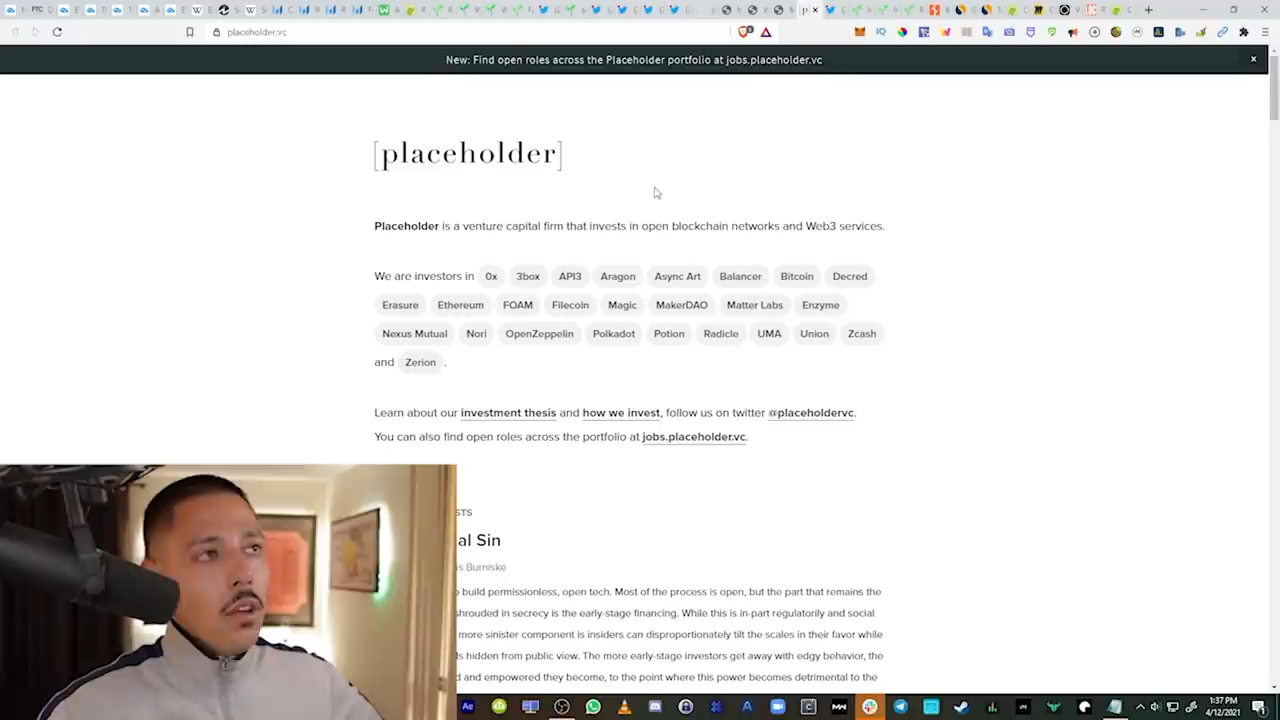 placeholder.vc
New: Find open roles across the Placeholder portfolio at jobs.placeholder.vc
[placeholder]
Placeholder is a venture capital firm that invests in open blockchain networks and Web3 services.
We are investors in 0x 3box API3 Aragon Async Art Balancer Bitcoin Decred
Erasure Ethereum FOAM Filecoin Magic MakerDAO Matter Labs Enzyme
Nexus Mutual Nori OpenZeppelin Polkadot Potion Radicle UMA Union Zcash
and Zerion .
Learn about our investment thesis and how we invest, follow us on twitter @placeholdervc.
You can also find open roles across the portfolio at jobs.placeholder.vc.
STS
al Sin
is Burniske
o build permissionless, open tech. Most of the process is open, but the part that remains the
shrouded in secrecy is the early-stage financing. While this is in-part regulatorily and social
more sinister component is insiders can disproportionately tilt the scales in their favor while
s hidden from public view. The more early-stage investors get away with edgy behavior, the
d and empowered they become, to the point where this power becomes detrimental to the
1:37 PM
4/12/2021